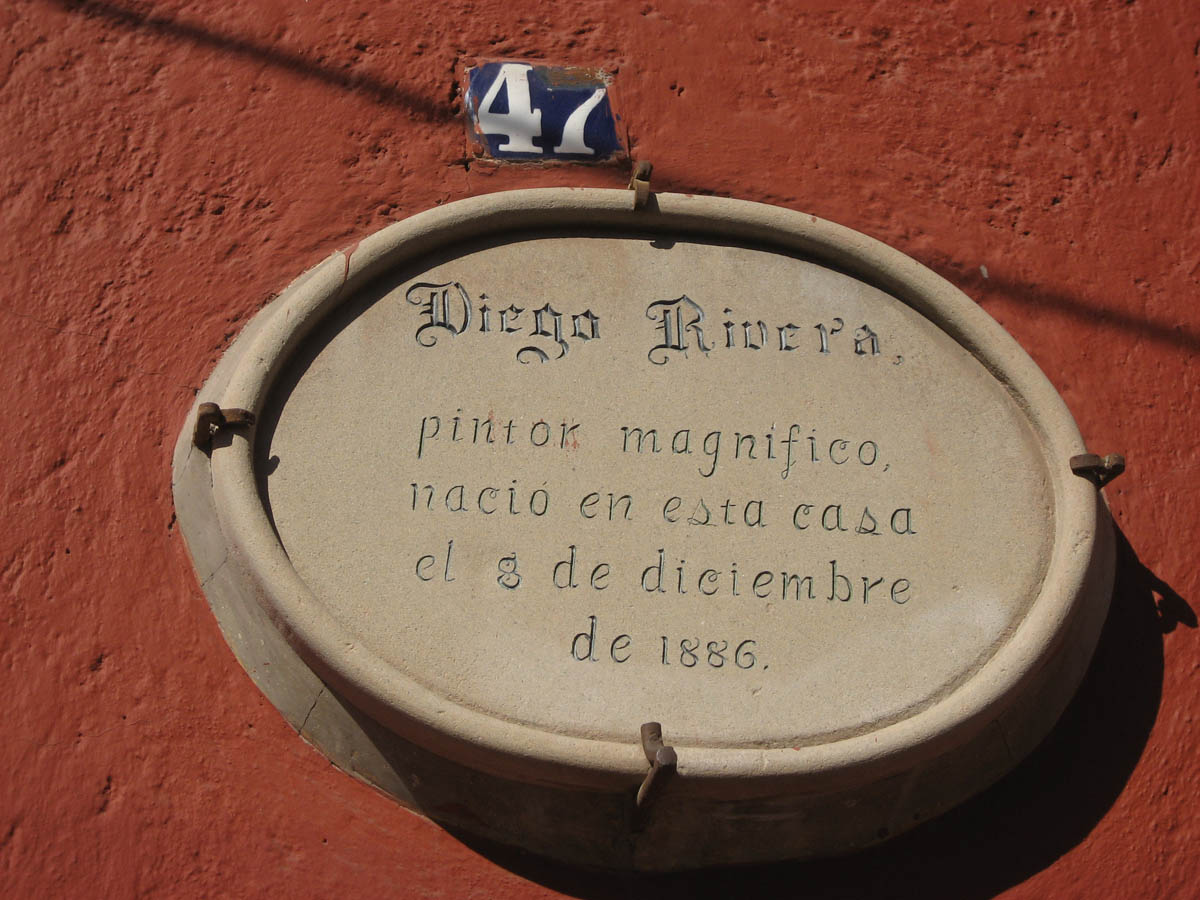 47
Diego Rivera,
pintor magnifico,
nació en esta casa
el 8 de diciembre
de 1886.